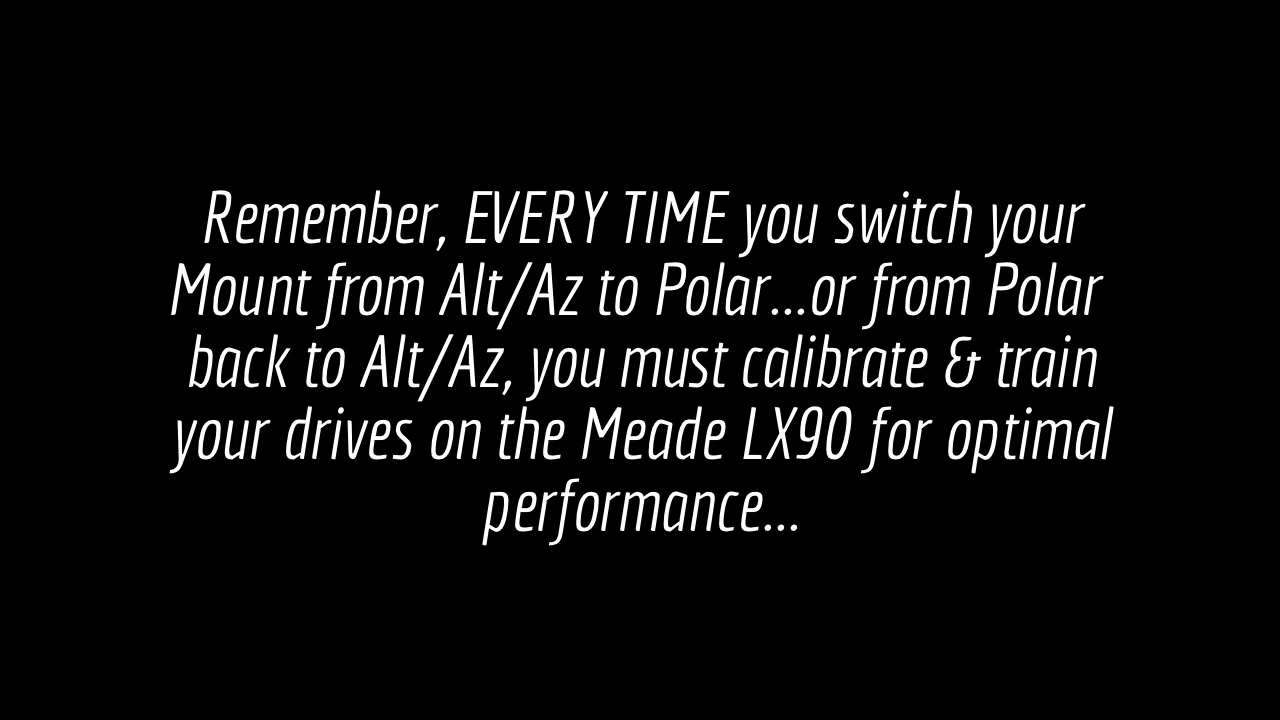 Remember, EVERY TIME you switch your
Mount from Alt/Az to Polar...or from Polar
back to Alt/Az, you must calibrate & train
your drives on the Meade LX90 for optimal
performance...